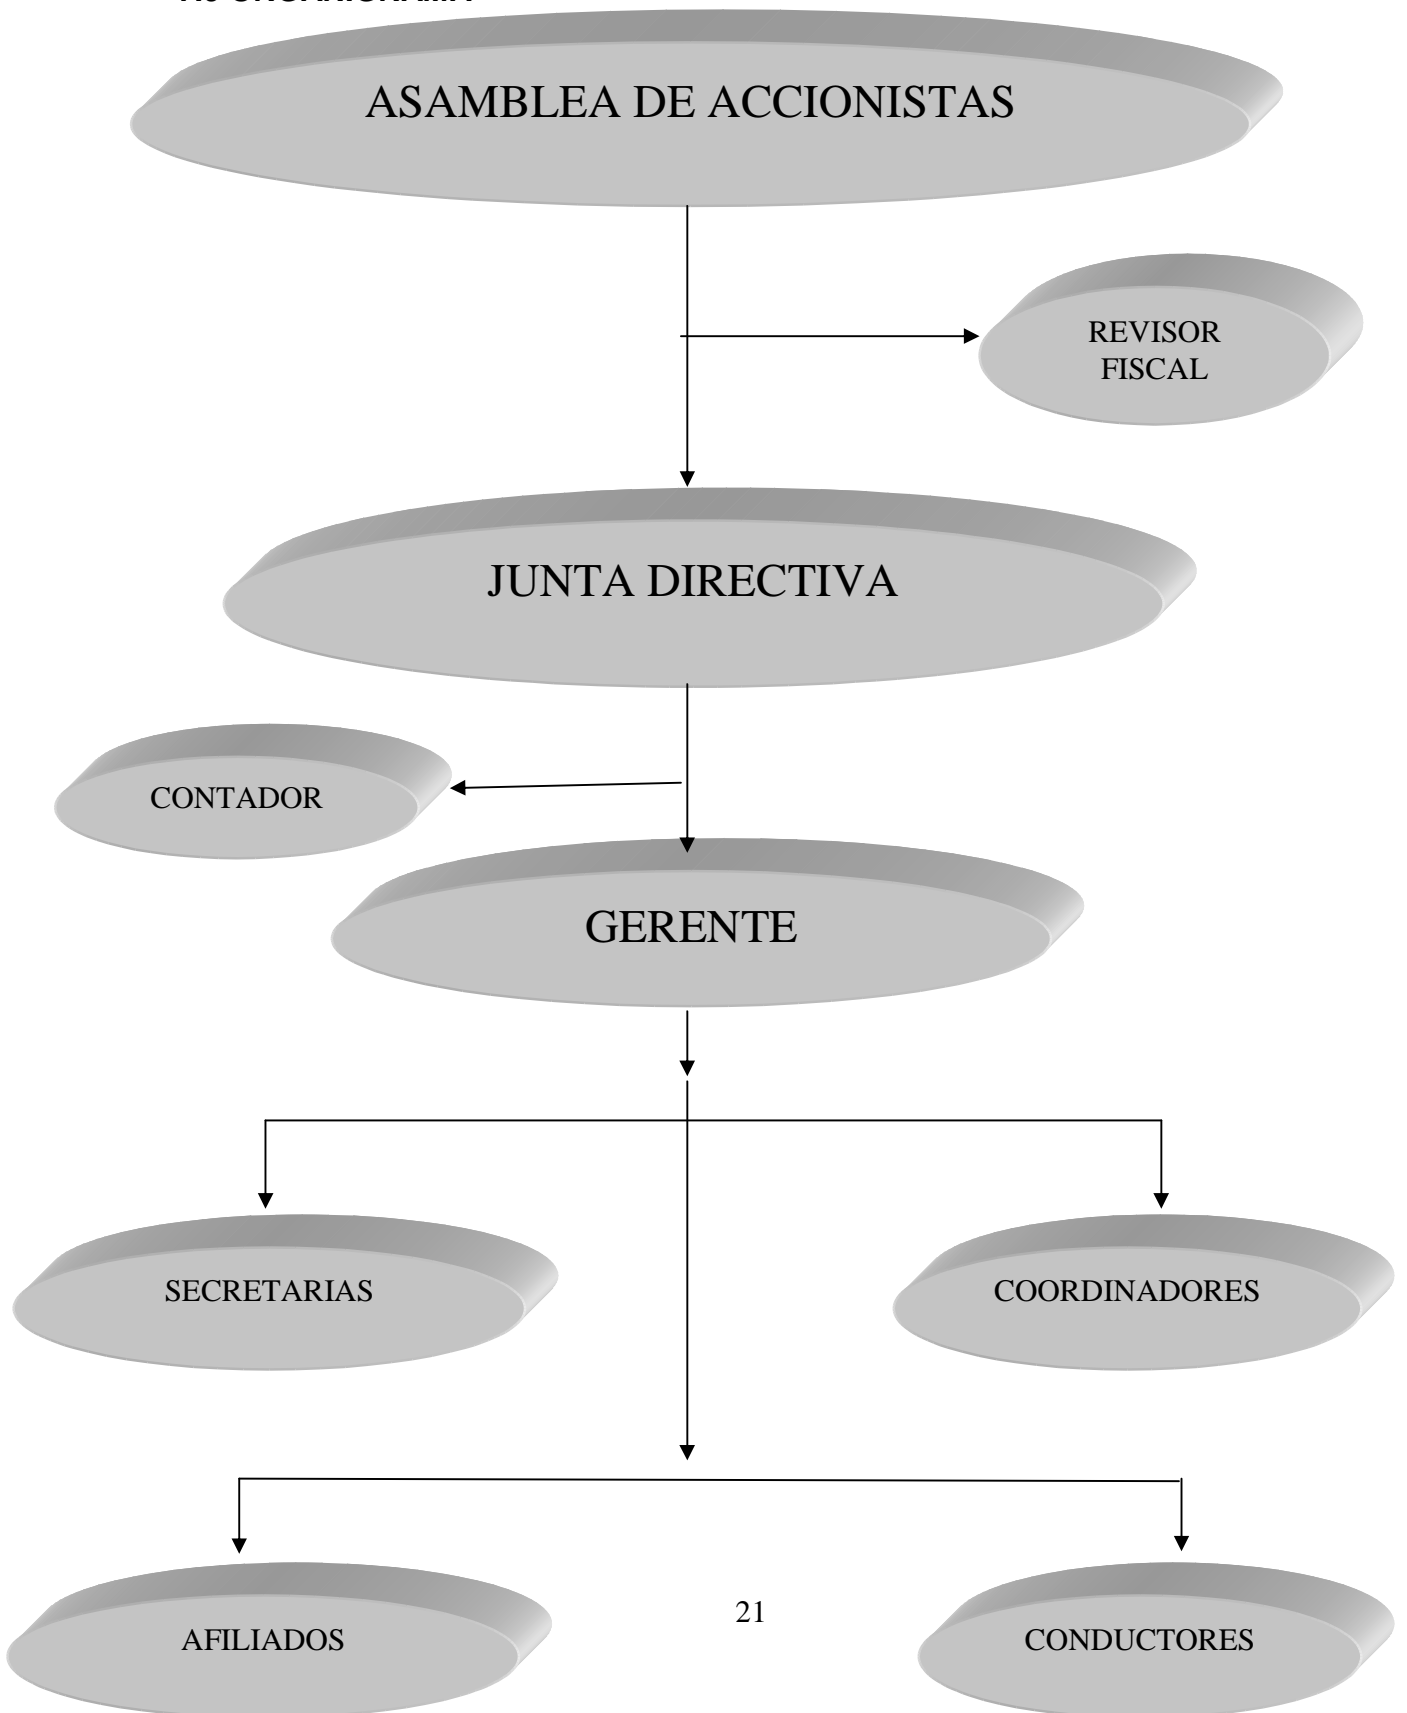 ASAMBLEA DE ACCIONISTAS
REVISOR
FISCAL
JUNTA DIRECTIVA
CONTADOR
GERENTE
SECRETARIAS
COORDINADORES
21
AFILIADOS
CONDUCTORES